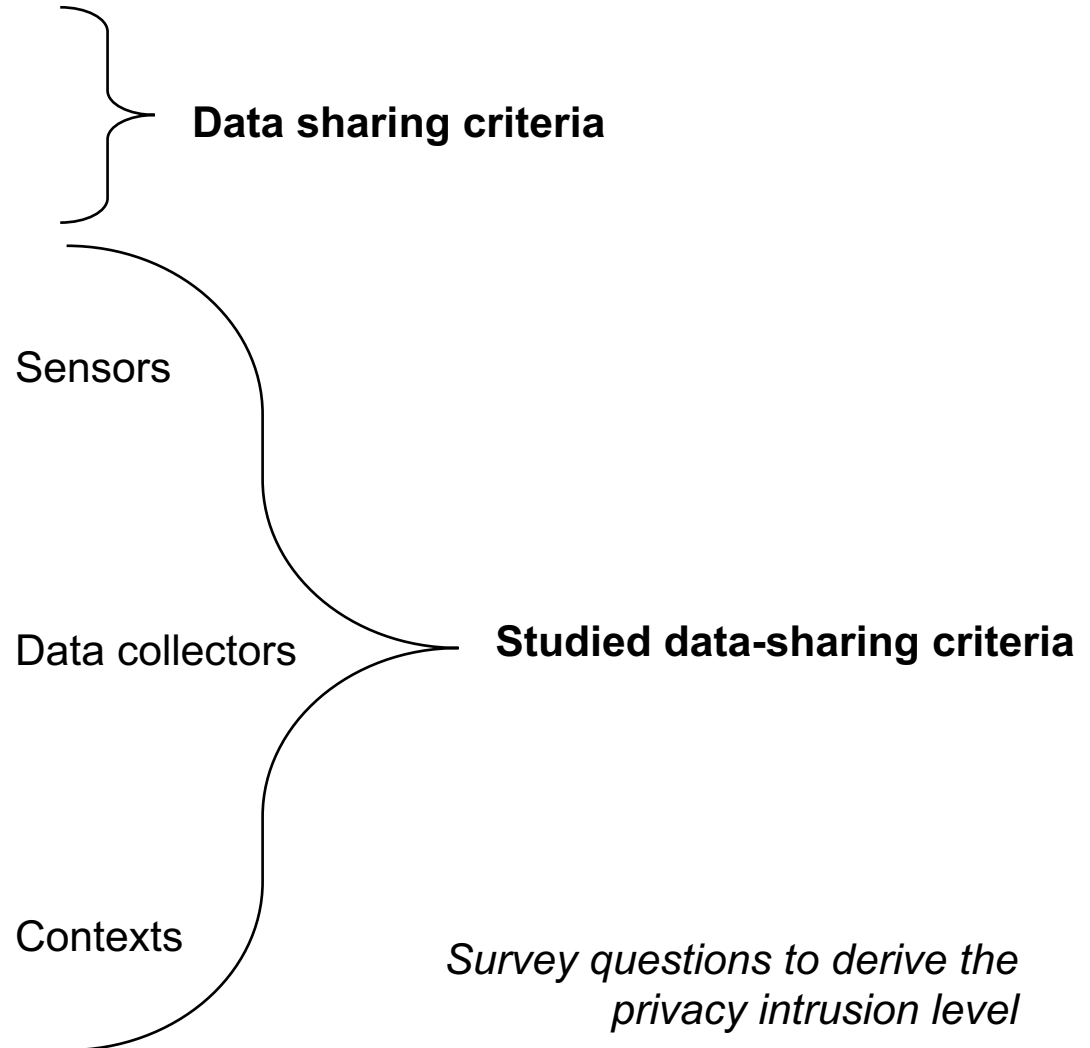 Data sharing criteria
Sensors
Data collectors
Studied data-sharing criteria
Contexts
Survey questions to derive the
privacy intrusion level